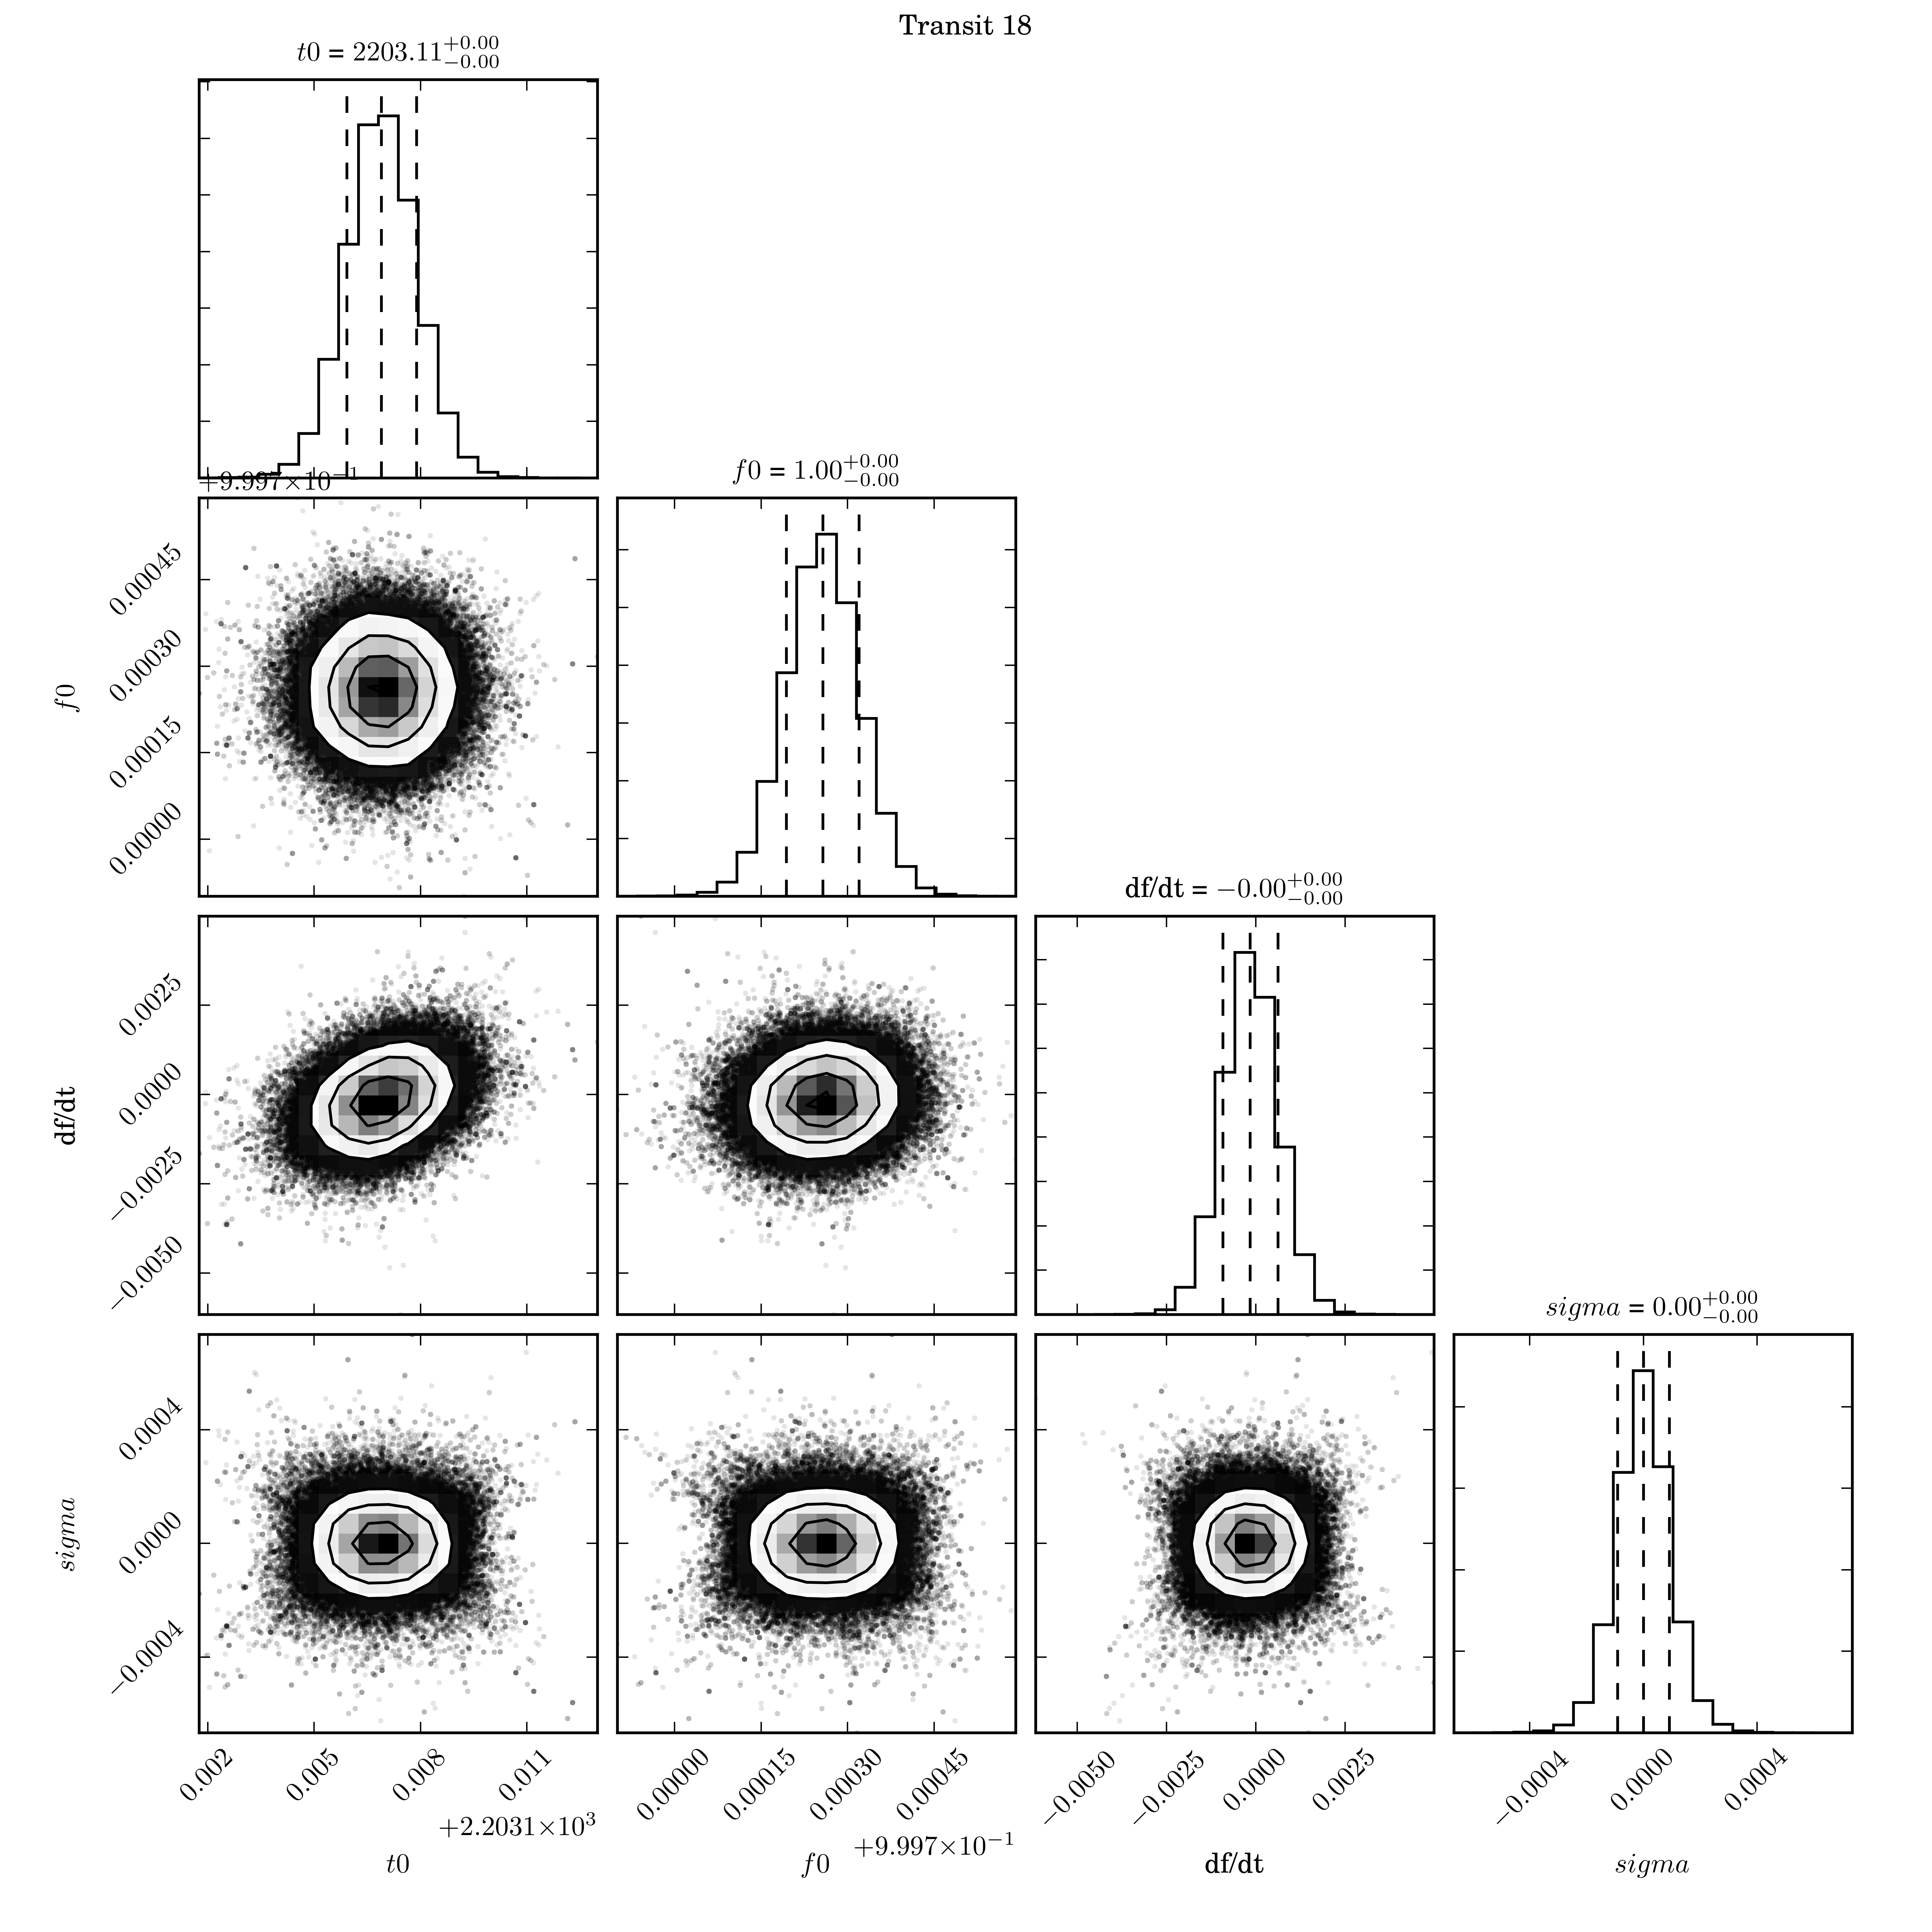 Transit 18
t0 = 2203.11+0.00 −0.00
+9.997×10−1
f0 = 1.00+0.00 −0.00
0.00045
0.00030
0.00015
0.00000
f0
df/dt = −0.00+0.00 −0.00
0.0025
0.0000
−0.0025
−0.0050
df/dt
sigma = 0.00+0.00 −0.00
0.0004
0.0000
−0.0004
sigma
0.002 0.005 0.008 0.011 0.00000 0.00015 0.00030 0.00045 −0.0050 −0.0025 0.0000 0.0025 −0.0004 0.0000 0.0004
+2.2031×103 +9.997×10−1
t0 f0 df/dt sigma